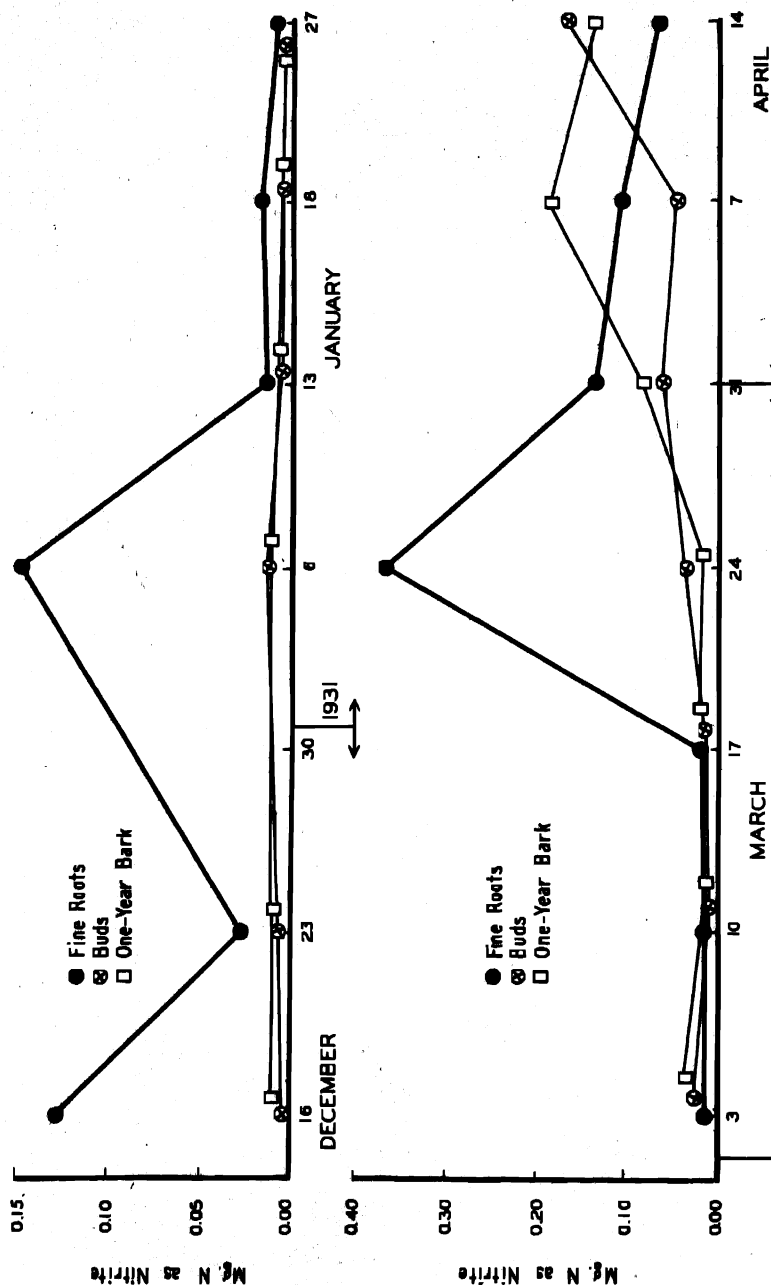 Mg. N as Nitrite
0.15
0.10
0.05
0.00
Fine Roots
Buds
One-Year Bark
16 23 30 6 13 18 27
DECEMBER 1931 JANUARY
Mg. N as Nitrite
0.40
0.20
0.10
0.00
Fine Roots
Buds
One-Year Bark
3 10 17 24 31 7 14
MARCH APRIL